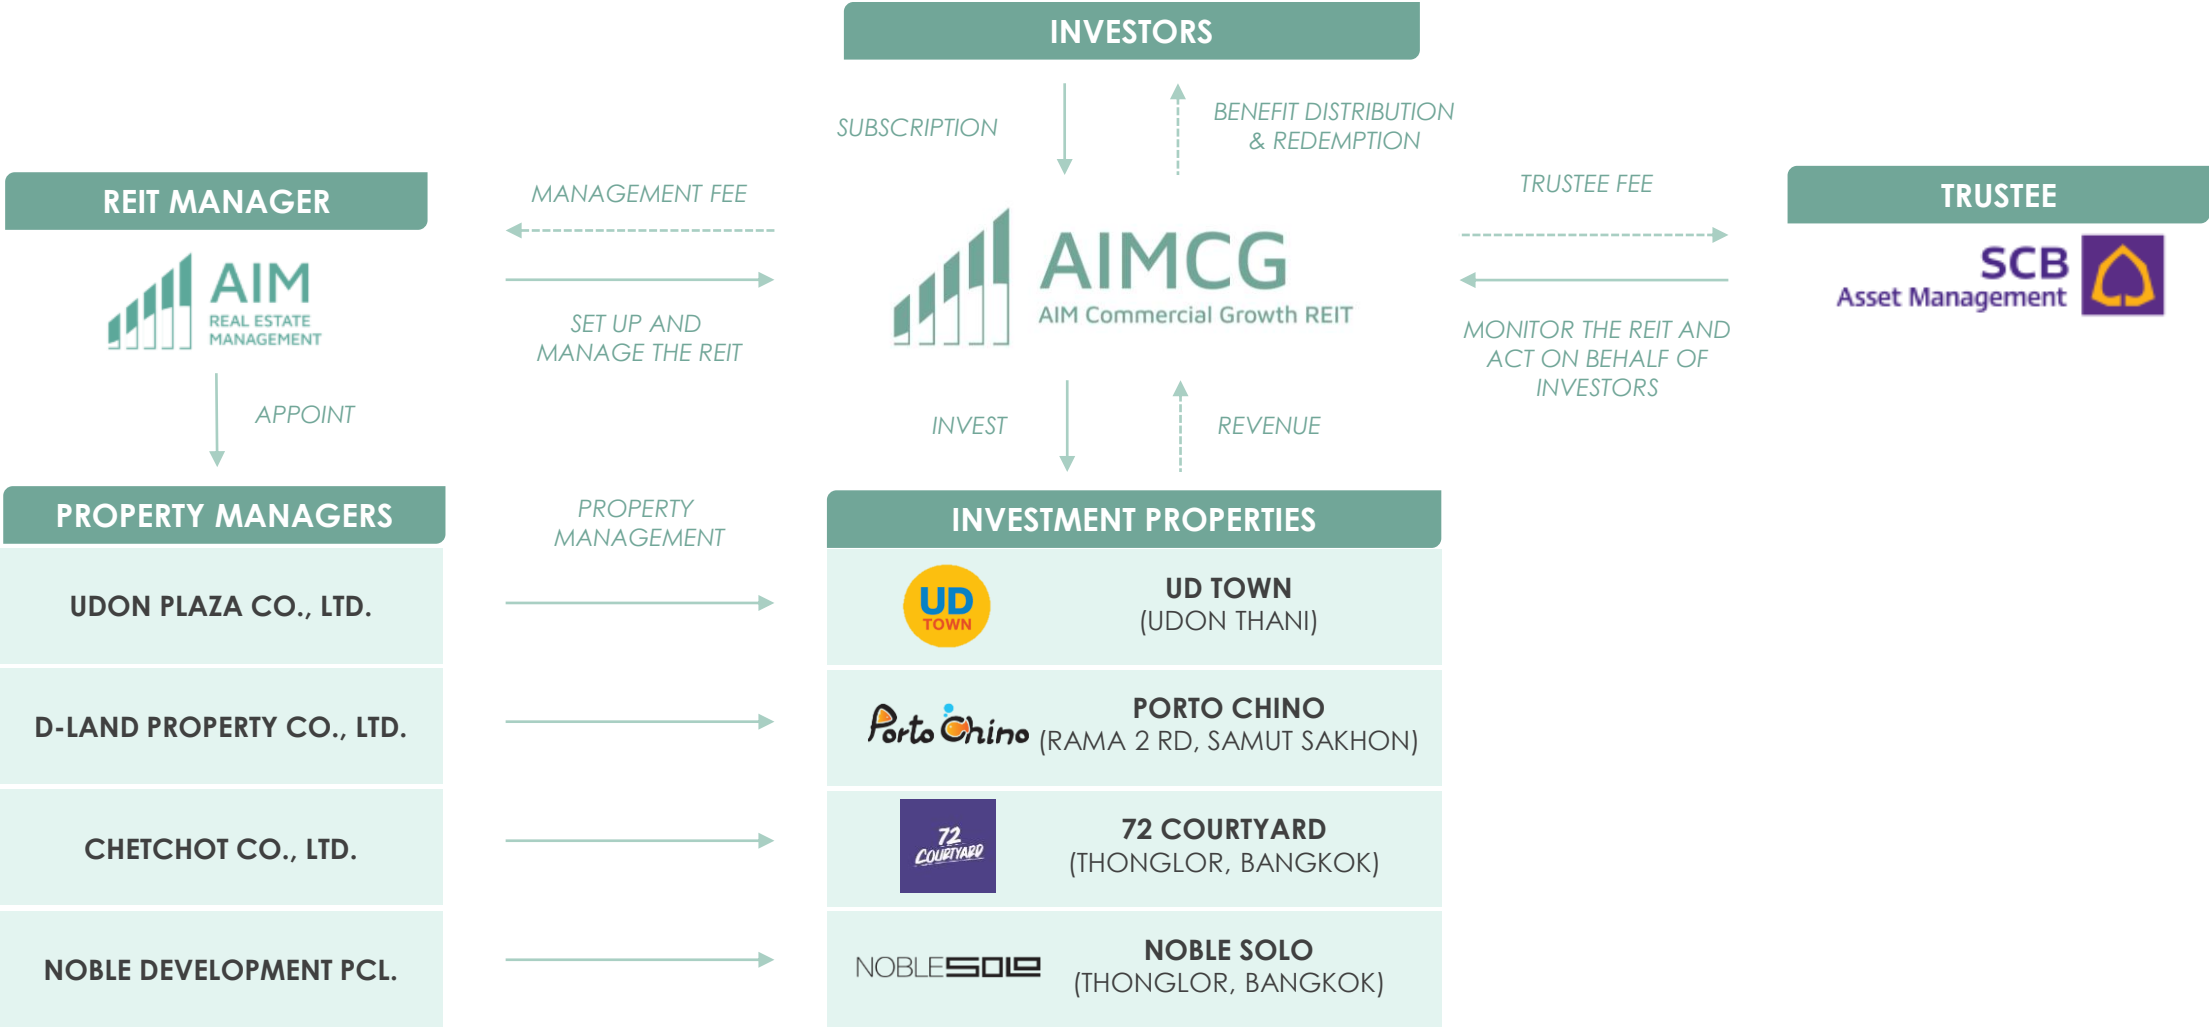 INVESTORS
SUBSCRIPTION
BENEFIT DISTRIBUTION
& REDEMPTION
REIT MANAGER
MANAGEMENT FEE
TRUSTEE FEE
TRUSTEE
AIM
REAL ESTATE
MANAGEMENT
AIMCG
AIM Commercial Growth REIT
SCB
Asset Management
SET UP AND
MANAGE THE REIT
MONITOR THE REIT AND
ACT ON BEHALF OF
INVESTORS
APPOINT
INVEST
REVENUE
PROPERTY MANAGERS
PROPERTY
MANAGEMENT
INVESTMENT PROPERTIES
UDON PLAZA CO., LTD.
UD
TOWN
UD TOWN
(UDON THANI)
D-LAND PROPERTY CO., LTD.
Porto Chino
PORTO CHINO
(RAMA 2 RD, SAMUT SAKHON)
CHETCHOT CO., LTD.
72
COURTYARD
72 COURTYARD
(THONGLOR, BANGKOK)
NOBLE DEVELOPMENT PCL.
NOBLE SOLO
NOBLE SOLO
(THONGLOR, BANGKOK)